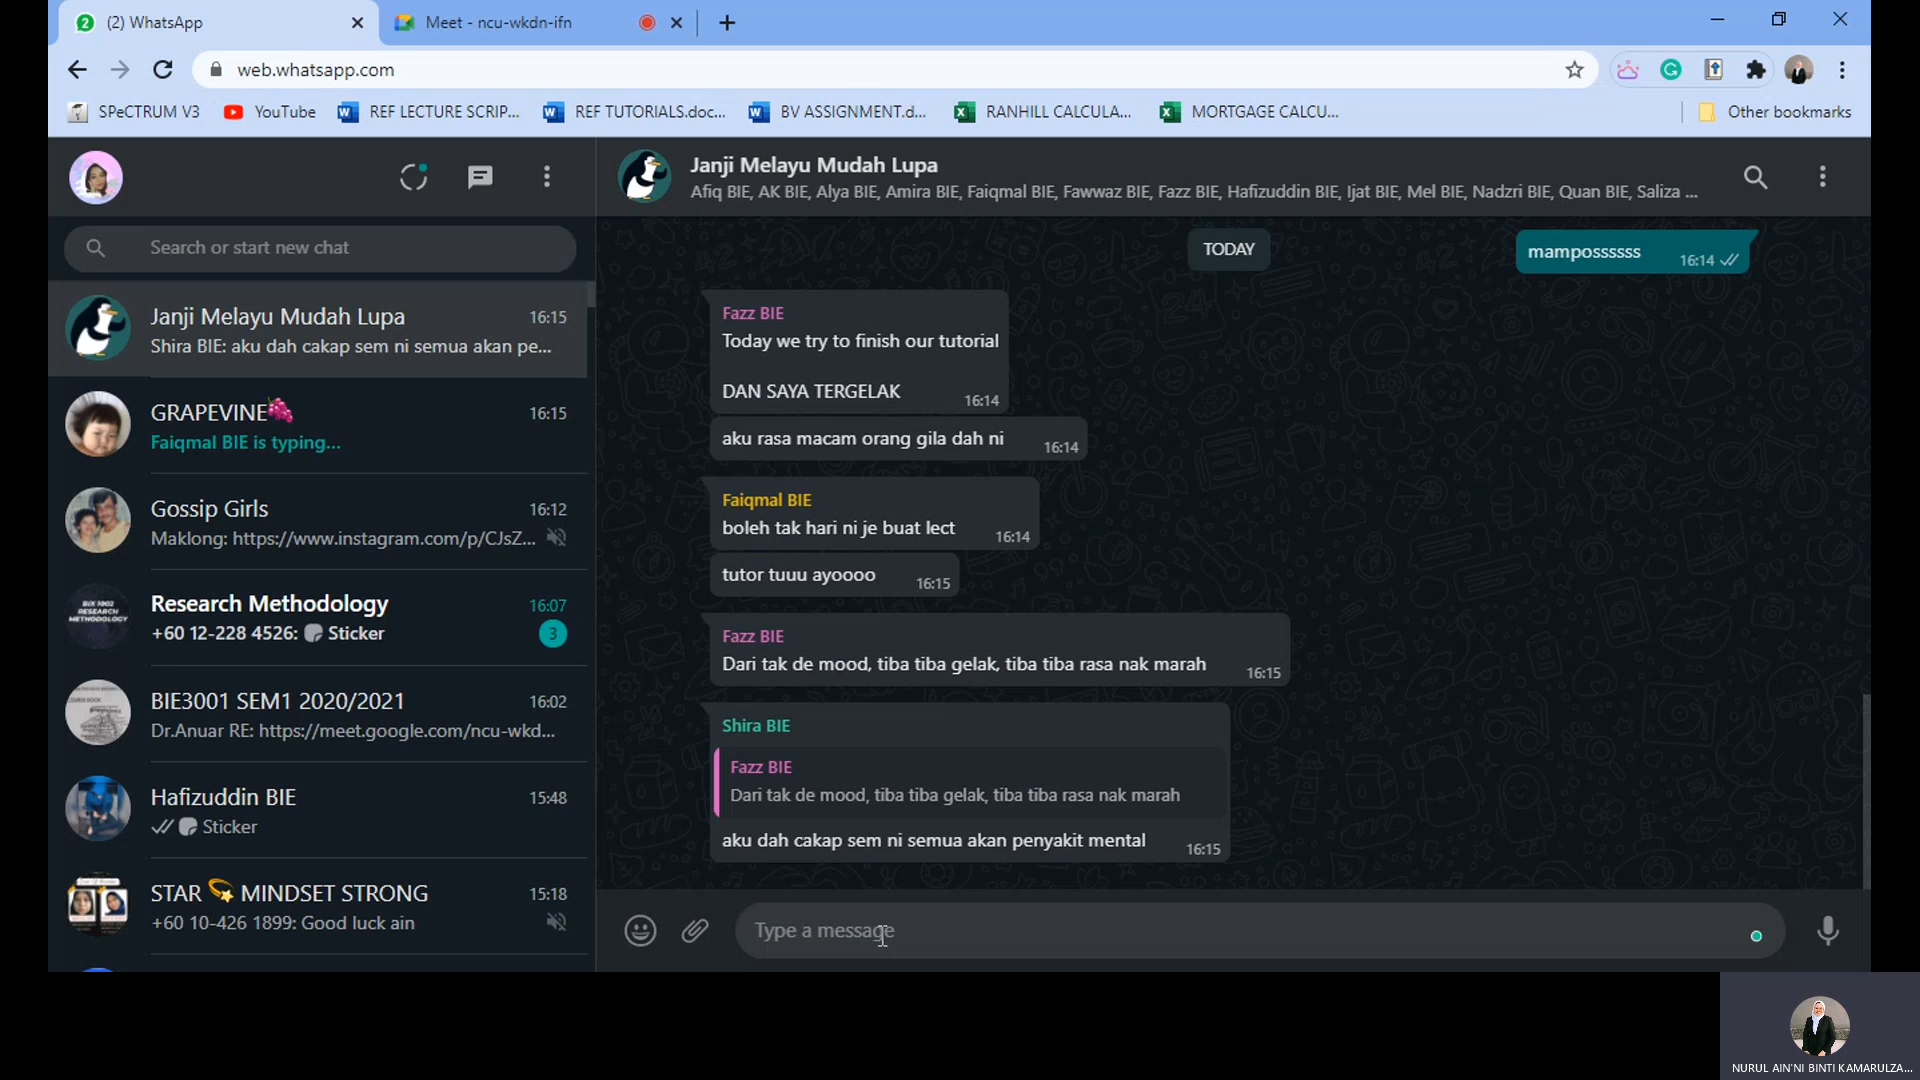 (2) WhatsApp
Meet - ncu-wkdn-ifn
web.whatsapp.com
SPeCTRUM V3
YouTube
REF LECTURE SCRIP...
REF TUTORIALS.doc...
BV ASSIGNMENT.d...
RANHILL CALCULA...
MORTGAGE CALCU...
Other bookmarks
Search or start new chat
Janji Melayu Mudah Lupa 16:15
Shira BIE: aku dah cakap sem ni semua akan pe...
GRAPEVINE🍇 16:15
Faiqmal BIE is typing...
Gossip Girls 16:12
Maklong: https://www.instagram.com/p/CJsZ...
BIX 1002
RESEARCH
METHODOLOGY
Research Methodology 16:07
+60 12-228 4526: Sticker 3
BIE3001 SEM1 2020/2021 16:02
Dr.Anuar RE: https://meet.google.com/ncu-wkd...
Hafizuddin BIE 15:48
Sticker
STAR 💫 MINDSET STRONG 15:18
+60 10-426 1899: Good luck ain
Janji Melayu Mudah Lupa
Afiq BIE, AK BIE, Alya BIE, Amira BIE, Faiqmal BIE, Fawwaz BIE, Fazz BIE, Hafizuddin BIE, Ijat BIE, Mel BIE, Nadzri BIE, Quan BIE, Saliza ...
TODAY
mampossssss 16:14
Fazz BIE
Today we try to finish our tutorial
DAN SAYA TERGELAK 16:14
aku rasa macam orang gila dah ni 16:14
Faiqmal BIE
boleh tak hari ni je buat lect 16:14
tutor tuuu ayoooo 16:15
Fazz BIE
Dari tak de mood, tiba tiba gelak, tiba tiba rasa nak marah 16:15
Shira BIE
Fazz BIE
Dari tak de mood, tiba tiba gelak, tiba tiba rasa nak marah
aku dah cakap sem ni semua akan penyakit mental 16:15
Type a message
NURUL AIN'NI BINTI KAMARULZA...